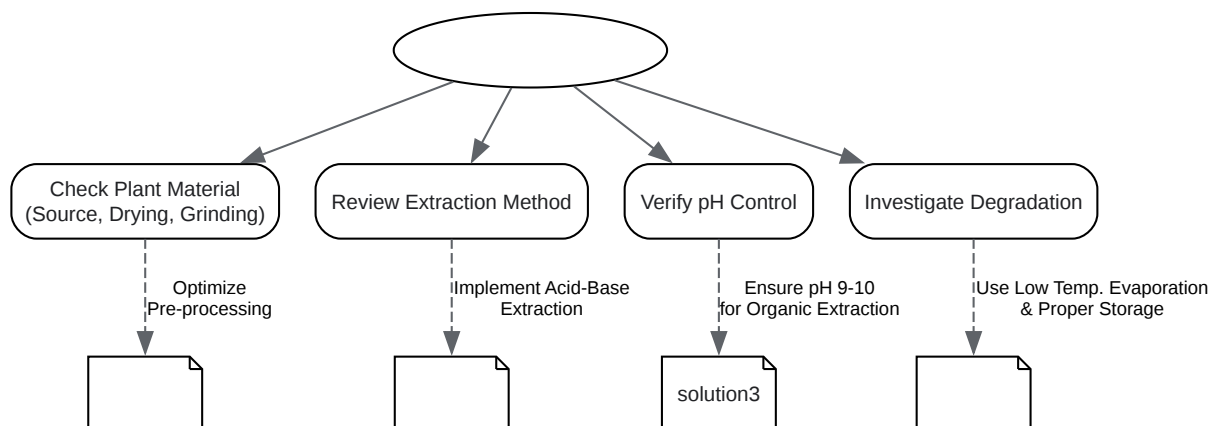 Check Plant Material
(Source, Drying, Grinding)
Review Extraction Method
Verify pH Control
Investigate Degradation
Optimize
Pre-processing
Implement Acid-Base
Extraction
Ensure pH 9-10
for Organic Extraction
Use Low Temp. Evaporation
& Proper Storage
solution3